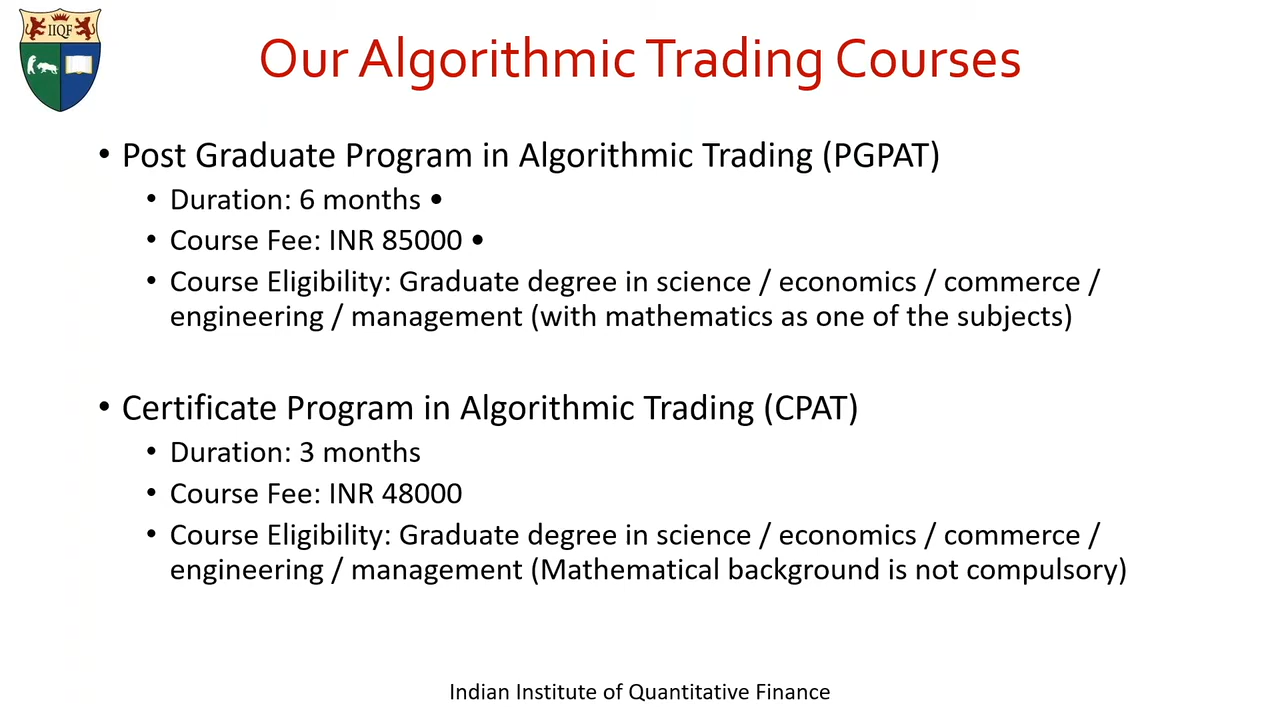 IIQF
Our Algorithmic Trading Courses
• Post Graduate Program in Algorithmic Trading (PGPAT)
• Duration: 6 months •
• Course Fee: INR 85000 •
• Course Eligibility: Graduate degree in science / economics / commerce /
engineering / management (with mathematics as one of the subjects)
• Certificate Program in Algorithmic Trading (CPAT)
• Duration: 3 months
• Course Fee: INR 48000
• Course Eligibility: Graduate degree in science / economics / commerce /
engineering / management (Mathematical background is not compulsory)
Indian Institute of Quantitative Finance